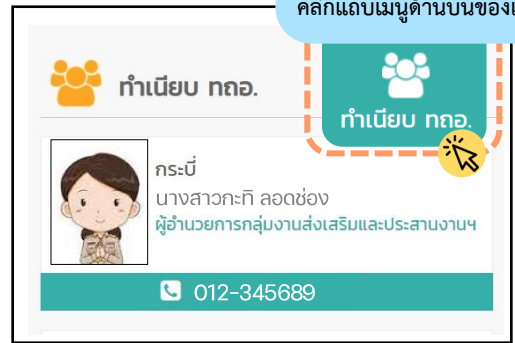 คลิกแถบเมนูด้านบนของเ
ทำเนียบ ทถอ.
ทำเนียบ ทถอ.
กระบี่
นางสาวกะทิ ลอดช่อง
ผู้อำนวยการกลุ่มงานส่งเสริมและประสานงานฯ
012-345689